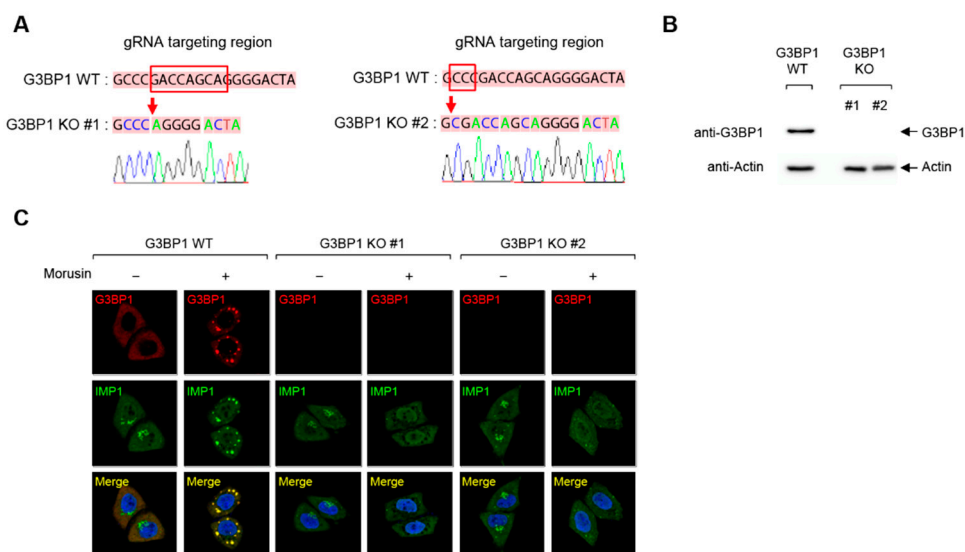 A
gRNA targeting region
G3BP1 WT : GCCCGACCAGCAGGGGACTA
G3BP1 KO #1 : GCCCAGGGGACTA
gRNA targeting region
G3BP1 WT : GCCCGACCAGCAGGGGACTA
G3BP1 KO #2 : GCGACCAGCAGGGGACTA
B
G3BP1 WT
G3BP1 KO
#1 #2
anti-G3BP1
G3BP1
anti-Actin
Actin
C
G3BP1 WT G3BP1 KO #1 G3BP1 KO #2
Morusin – + – + – +
G3BP1 G3BP1 G3BP1 G3BP1 G3BP1 G3BP1
IMP1 IMP1 IMP1 IMP1 IMP1 IMP1
Merge Merge Merge Merge Merge Merge